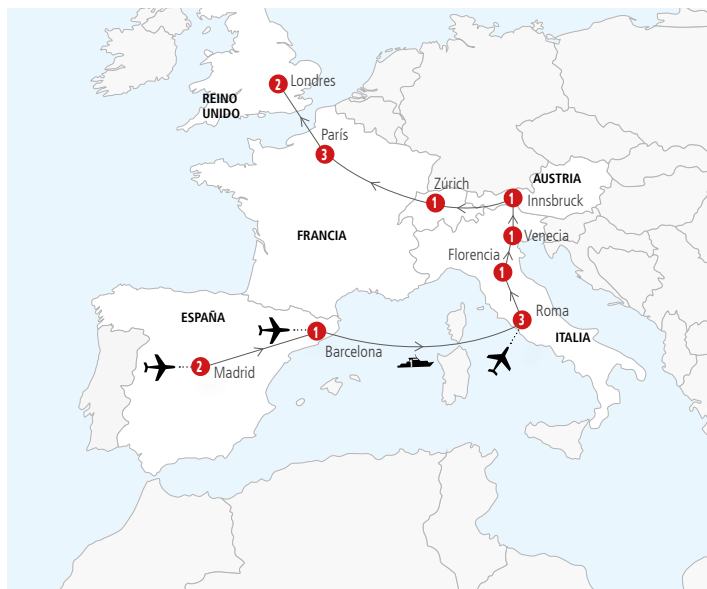 2 Londres
REINO
UNIDO
París
3
Zúrich
1
AUSTRIA
1
Innsbruck
FRANCIA
1 Venecia
Florencia
1
ESPAÑA
Roma
3
1
ITALIA
Barcelona
2 Madrid